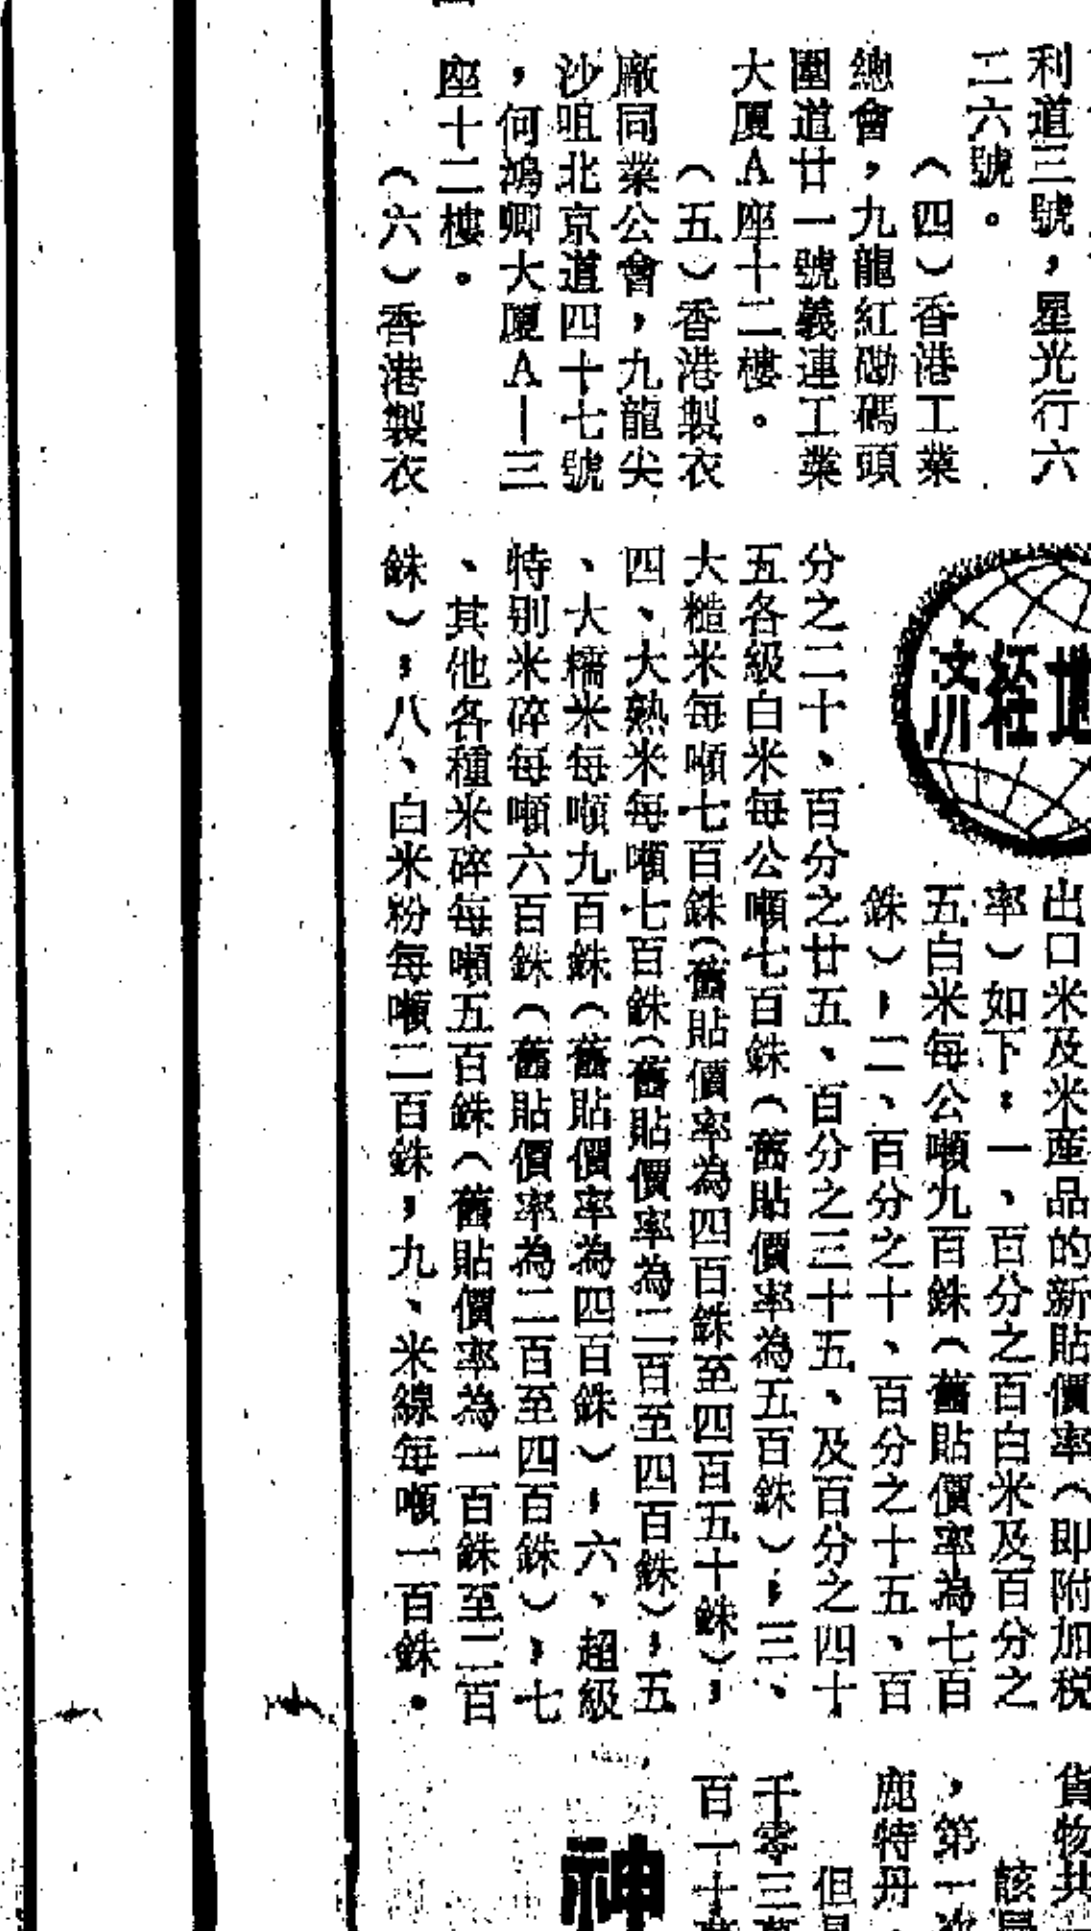 利道三號，星光行六
二六號。
（四）香港工業
總會，九龍紅磡碼頭
圍道廿一號義連工業
大厦A座十二樓。
（五）香港製衣
廠同業公會，九龍尖
沙咀北京道四十七號
，何鴻卿大厦A—三
座十二樓。
（六）香港製衣
出口米及米產品的新貼價率（即附加稅
率）如下：一、百分之百白米及百分之
五白米每公噸九百銖（舊貼價率為七百
銖），二、百分之十、百分之十五、百
分之二十、百分之廿五、百分之三十五、及百分之四十
五各級白米每公噸七百銖（舊貼價率為五百銖）；三、
大糙米每噸七百銖（舊貼價率為四百銖至四百五十銖），
四、大熟米每噸七百銖（舊貼價率為二百至四百銖），五
、大糯米每噸九百銖（舊貼價率為四百銖）；六、超級
特别米碎每噸六百銖（舊貼價率為二百至四百銖），七
、其他各種米碎每噸五百銖（舊貼價率為一百銖至二百
銖），八、白米粉每噸二百銖，九、米線每噸一百銖。
貨物共
該
，第一
鹿特丹
但
千零三
百一十
神